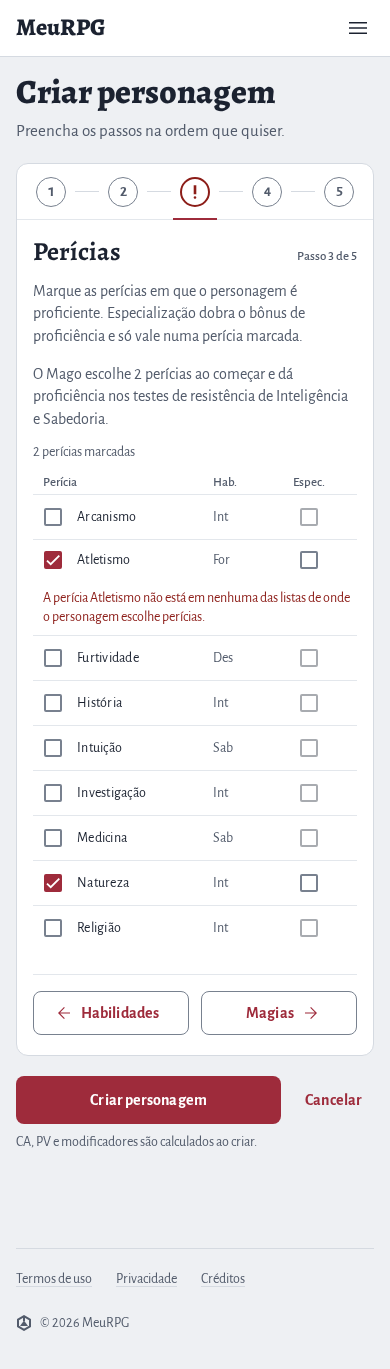 MeuRPG
Criar personagem
Preencha os passos na ordem que quiser.
1 2 ! 4 5
Perícias
Passo 3 de 5
Marque as perícias em que o personagem é
proficiente. Especialização dobra o bônus de
proficiência e só vale numa perícia marcada.
O Mago escolhe 2 perícias ao começar e dá
proficiência nos testes de resistência de Inteligência
e Sabedoria.
2 perícias marcadas
Perícia Hab. Espec.
Arcanismo Int
Atletismo For
A perícia Atletismo não está em nenhuma das listas de onde
o personagem escolhe perícias.
Furtividade Des
História Int
Intuição Sab
Investigação Int
Medicina Sab
Natureza Int
Religião Int
← Habilidades
Magias →
Criar personagem
Cancelar
CA, PV e modificadores são calculados ao criar.
Termos de uso Privacidade Créditos
© 2026 MeuRPG